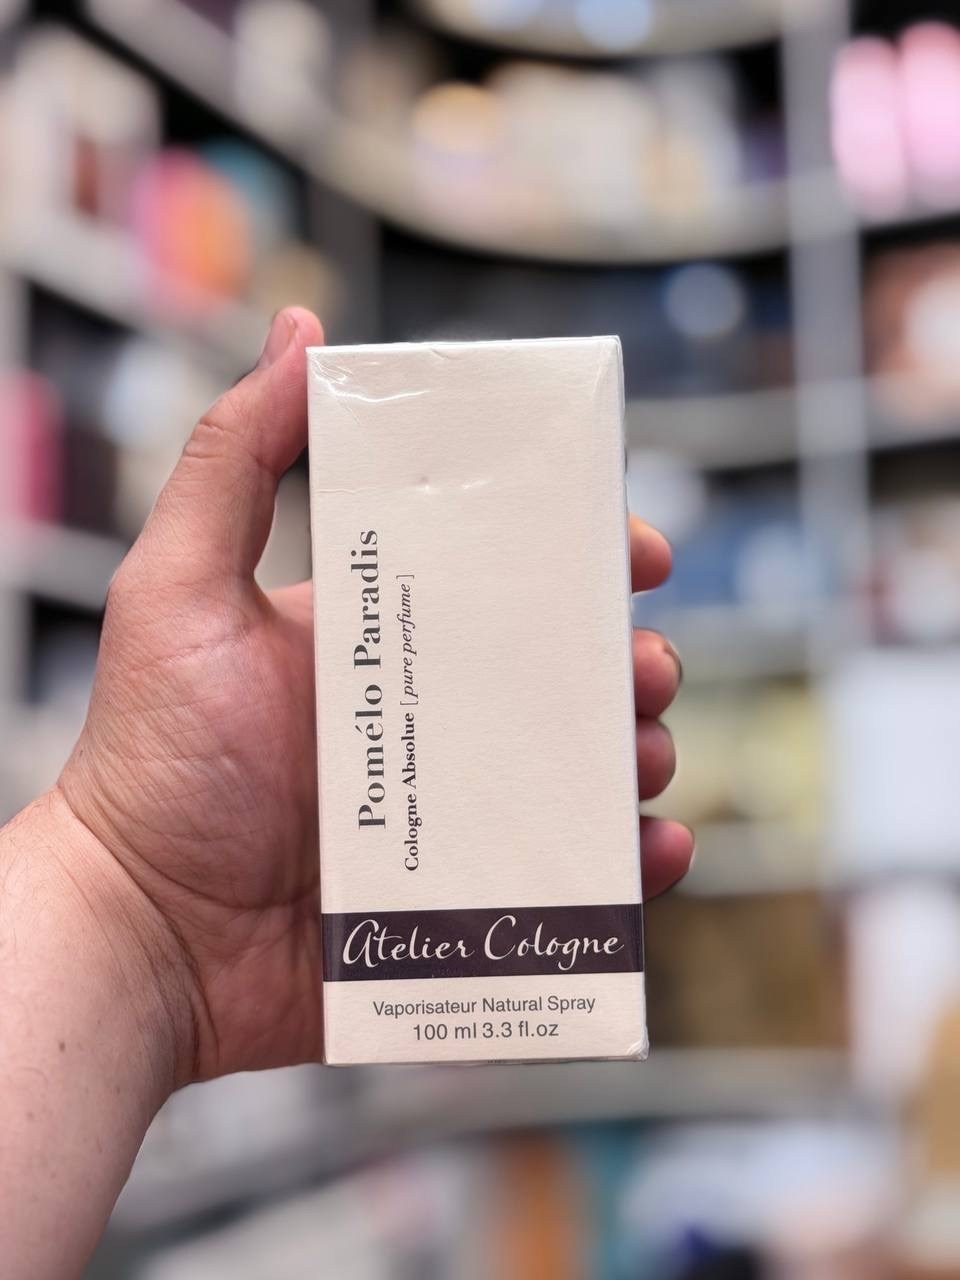 Pomélo Paradis
Cologne Absolue [pure perfume]
Atelier Cologne
Vaporisateur Natural Spray
100 ml 3.3 fl.oz